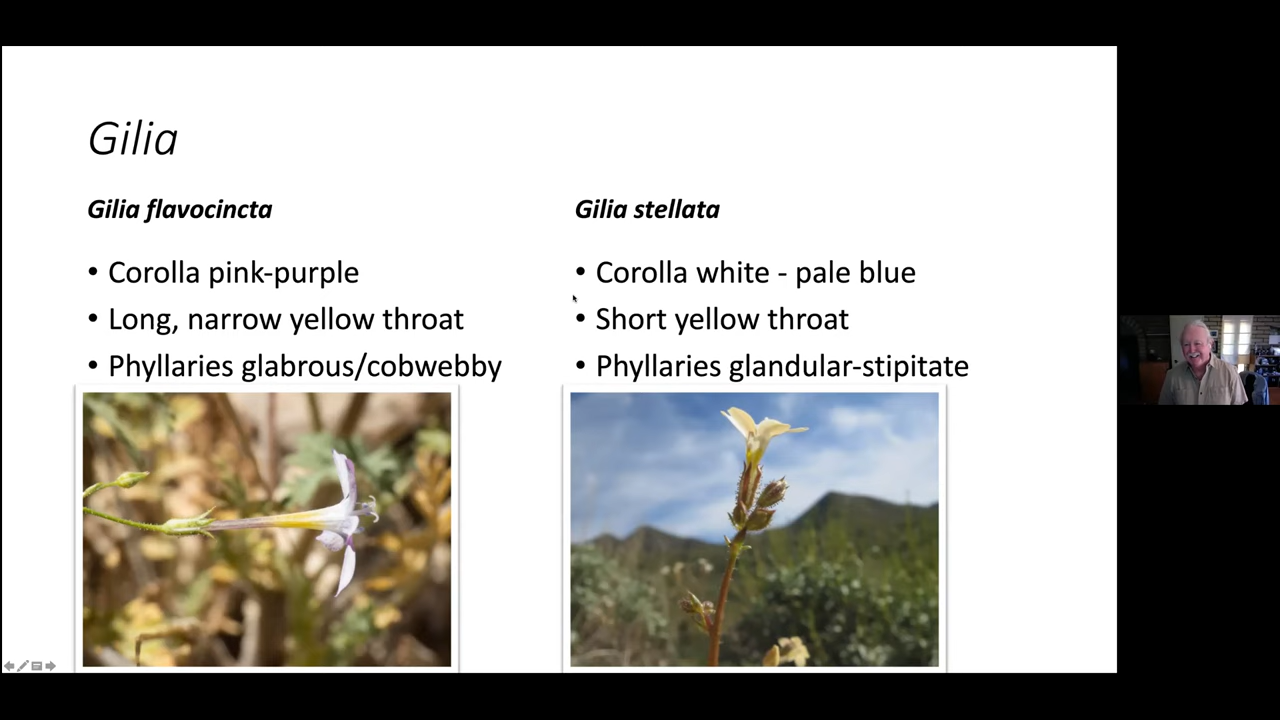 Gilia
Gilia flavocincta
• Corolla pink-purple
• Long, narrow yellow throat
• Phyllaries glabrous/cobwebby
Gilia stellata
• Corolla white - pale blue
• Short yellow throat
• Phyllaries glandular-stipitate